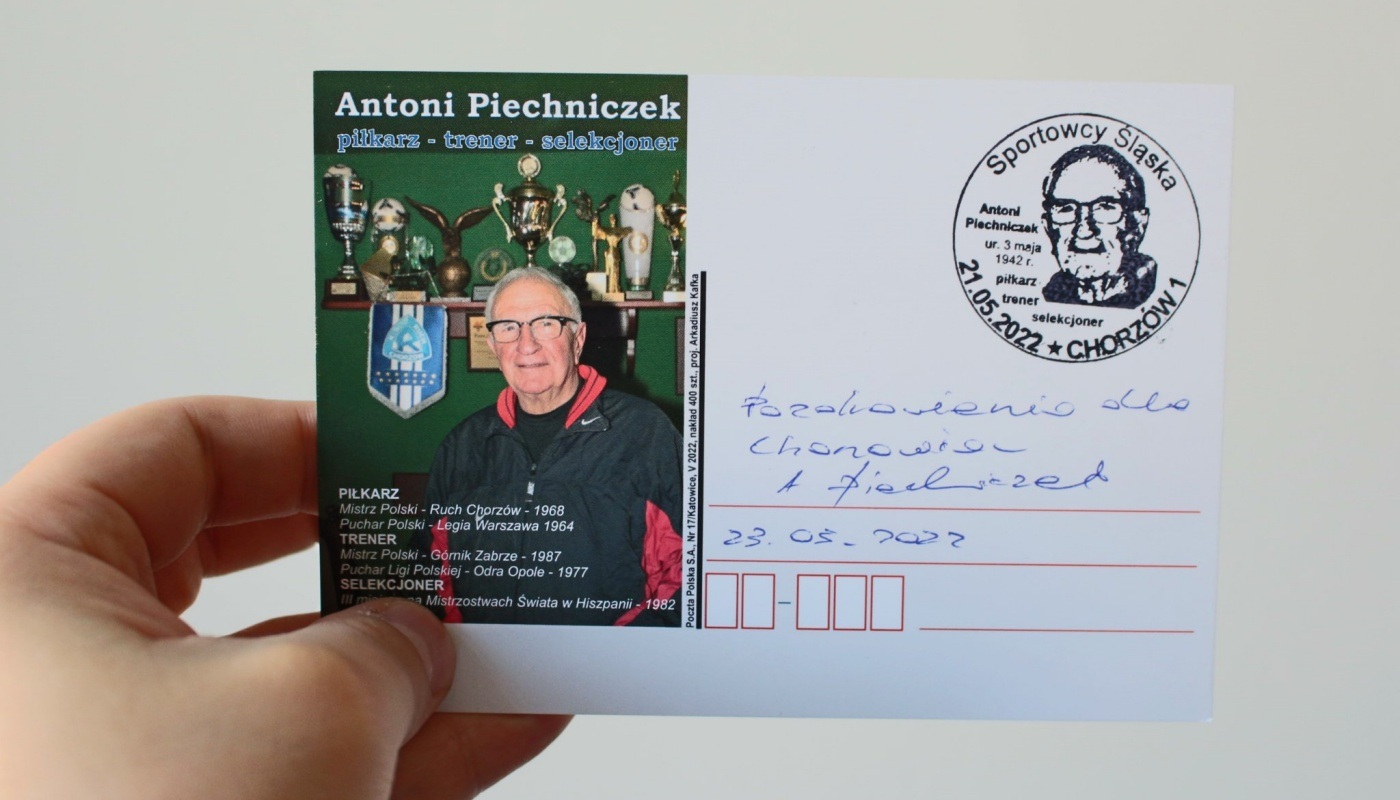 Antoni Piechniczek
piłkarz - trener - selekcjoner
CHORZÓW
PIŁKARZ
Mistrz Polski - Ruch Chorzów - 1968
Puchar Polski - Legia Warszawa 1964
TRENER
Mistrz Polski - Górnik Zabrze - 1987
Puchar Ligi Polskiej - Odra Opole - 1977
SELEKCJONER
III na Mistrzostwach Świata w Hiszpanii - 1982
Poczta Polska S.A., Nr 17/Katowice, V 2022, nakład 400 szt., proj. Arkadiusz Kafka
Sportowcy Śląska
Antoni
Piechniczek
ur. 3 maja
1942 r.
piłkarz
trener
selekcjoner
21.05.2022 ★ CHORZÓW 1
Pozdrowienia dla
A Piechniczek
23.05.2022